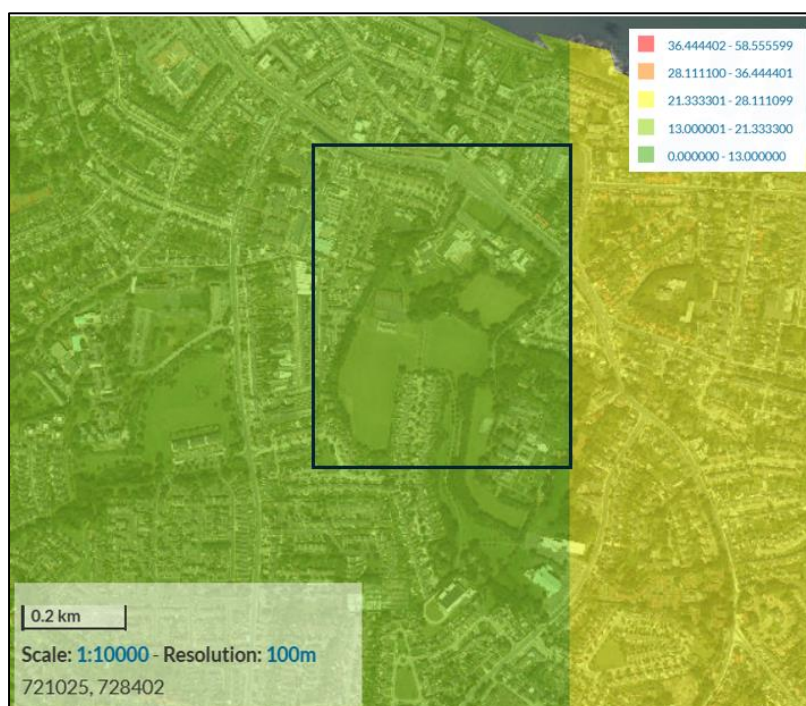 36.444402 - 58.555599
28.111100 - 36.444401
21.333301 - 28.111099
13.000001 - 21.333300
0.000000 - 13.000000
0.2 km
Scale: 1:10000 - Resolution: 100m
721025, 728402